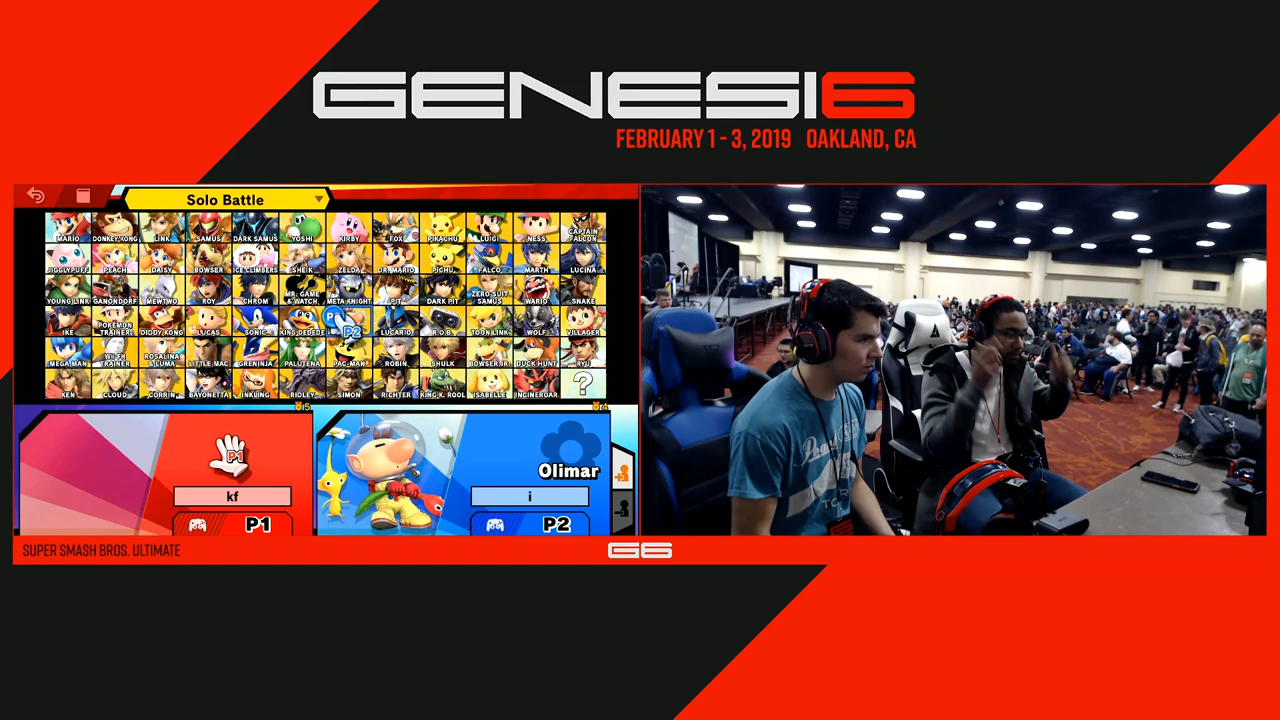 GENESI6
FEBRUARY 1 - 3, 2019 OAKLAND, CA
Solo Battle
MARIO DONKEY KONG LINK SAMUS DARK SAMUS YOSHI KIRBY FOX PIKACHU LUIGI NESS CAPTAIN FALCON
JIGGLYPUFF PEACH DAISY BOWSER ICE CLIMBERS SHEIK ZELDA DR. MARIO PICHU FALCO MARTH LUCINA
YOUNG LINK GANONDORF MEWTWO ROY CHROM MR. GAME & WATCH META KNIGHT PIT DARK PIT ZERO SUIT SAMUS WARIO SNAKE
IKE POKÉMON TRAINER DIDDY KONG LUCAS SONIC KING DEDEDE P2 LUCARIO R.O.B. TOON LINK WOLF VILLAGER
MEGA MAN WII FIT TRAINER ROSALINA & LUMA LITTLE MAC GRENINJA PALUTENA PAC-MAN ROBIN SHULK BOWSER JR. DUCK HUNT RYU
KEN CLOUD CORRIN BAYONETTA INKLING RIDLEY SIMON RICHTER KING K. ROOL ISABELLE INCINEROAR ?
P1
Olimar
kf
i
P1
P2
SUPER SMASH BROS. ULTIMATE
G6